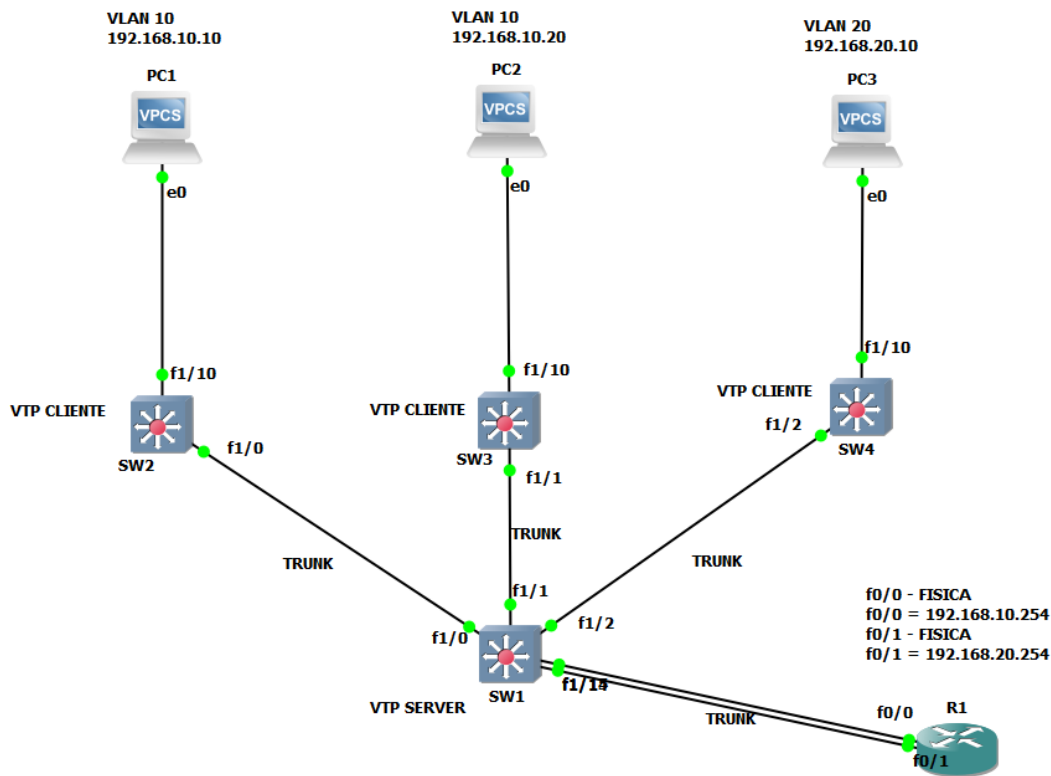 VLAN 10
192.168.10.10
PC1
VPCS
e0
VLAN 10
192.168.10.20
PC2
VPCS
e0
VLAN 20
192.168.20.10
PC3
VPCS
e0
f1/10
VTP CLIENTE
SW2
f1/0
f1/10
VTP CLIENTE
SW3
f1/1
f1/10
VTP CLIENTE
f1/2
SW4
TRUNK
TRUNK
TRUNK
f1/1
f1/0
f1/2
SW1
VTP SERVER
TRUNK
f0/0 - FISICA
f0/0 = 192.168.10.254
f0/1 - FISICA
f0/1 = 192.168.20.254
f0/0
R1
f0/1